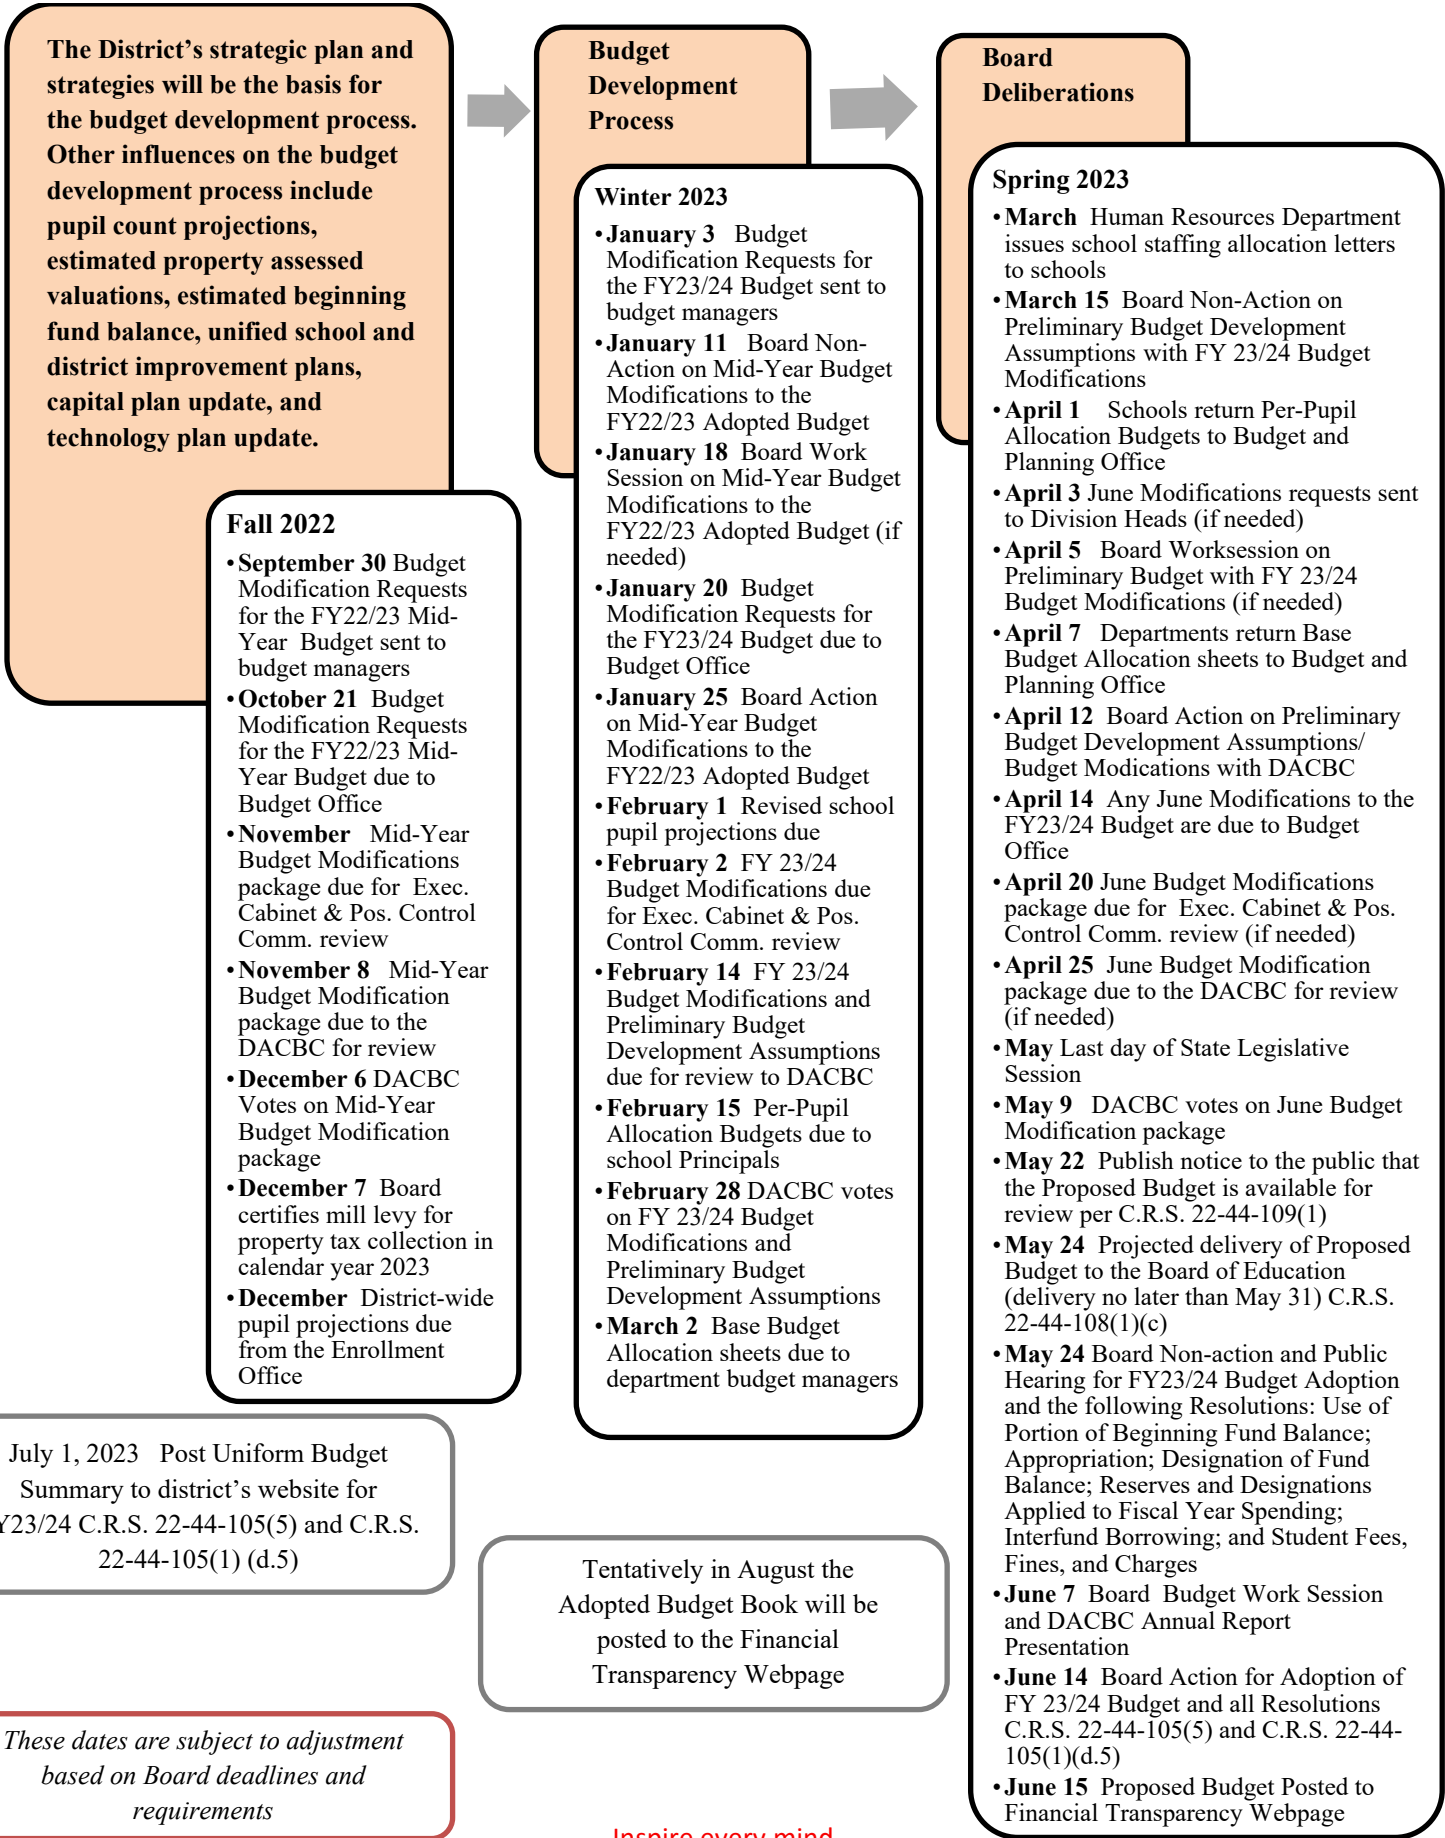 The District’s strategic plan and
strategies will be the basis for
the budget development process.
Other influences on the budget
development process include
pupil count projections,
estimated property assessed
valuations, estimated beginning
fund balance, unified school and
district improvement plans,
capital plan update, and
technology plan update.
Fall 2022
•September 30 Budget
Modification Requests
for the FY22/23 Mid-
Year Budget sent to
budget managers
•October 21 Budget
Modification Requests
for the FY22/23 Mid-
Year Budget due to
Budget Office
•November Mid-Year
Budget Modifications
package due for Exec.
Cabinet & Pos. Control
Comm. review
•November 8 Mid-Year
Budget Modification
package due to the
DACBC for review
•December 6 DACBC
Votes on Mid-Year
Budget Modification
package
•December 7 Board
certifies mill levy for
property tax collection in
calendar year 2023
•December District-wide
pupil projections due
from the Enrollment
Office
Budget
Development
Process
Winter 2023
•January 3 Budget
Modification Requests for
the FY23/24 Budget sent to
budget managers
•January 11 Board Non-
Action on Mid-Year Budget
Modifications to the
FY22/23 Adopted Budget
•January 18 Board Work
Session on Mid-Year Budget
Modifications to the
FY22/23 Adopted Budget (if
needed)
•January 20 Budget
Modification Requests for
the FY23/24 Budget due to
Budget Office
•January 25 Board Action
on Mid-Year Budget
Modifications to the
FY22/23 Adopted Budget
•February 1 Revised school
pupil projections due
•February 2 FY 23/24
Budget Modifications due
for Exec. Cabinet & Pos.
Control Comm. review
•February 14 FY 23/24
Budget Modifications and
Preliminary Budget
Development Assumptions
due for review to DACBC
•February 15 Per-Pupil
Allocation Budgets due to
school Principals
•February 28 DACBC votes
on FY 23/24 Budget
Modifications and
Preliminary Budget
Development Assumptions
•March 2 Base Budget
Allocation sheets due to
department budget managers
Board
Deliberations
Spring 2023
•March Human Resources Department
issues school staffing allocation letters
to schools
•March 15 Board Non-Action on
Preliminary Budget Development
Assumptions with FY 23/24 Budget
Modifications
•April 1 Schools return Per-Pupil
Allocation Budgets to Budget and
Planning Office
•April 3 June Modifications requests sent
to Division Heads (if needed)
•April 5 Board Worksession on
Preliminary Budget with FY 23/24
Budget Modifications (if needed)
•April 7 Departments return Base
Budget Allocation sheets to Budget and
Planning Office
•April 12 Board Action on Preliminary
Budget Development Assumptions/
Budget Modications with DACBC
•April 14 Any June Modifications to the
FY23/24 Budget are due to Budget
Office
•April 20 June Budget Modifications
package due for Exec. Cabinet & Pos.
Control Comm. review (if needed)
•April 25 June Budget Modification
package due to the DACBC for review
(if needed)
•May Last day of State Legislative
Session
•May 9 DACBC votes on June Budget
Modification package
•May 22 Publish notice to the public that
the Proposed Budget is available for
review per C.R.S. 22-44-109(1)
•May 24 Projected delivery of Proposed
Budget to the Board of Education
(delivery no later than May 31) C.R.S.
22-44-108(1)(c)
•May 24 Board Non-action and Public
Hearing for FY23/24 Budget Adoption
and the following Resolutions: Use of
Portion of Beginning Fund Balance;
Appropriation; Designation of Fund
Balance; Reserves and Designations
Applied to Fiscal Year Spending;
Interfund Borrowing; and Student Fees,
Fines, and Charges
•June 7 Board Budget Work Session
and DACBC Annual Report
Presentation
•June 14 Board Action for Adoption of
FY 23/24 Budget and all Resolutions
C.R.S. 22-44-105(5) and C.R.S. 22-44-
105(1)(d.5)
•June 15 Proposed Budget Posted to
Financial Transparency Webpage
July 1, 2023 Post Uniform Budget
Summary to district’s website for
Y23/24 C.R.S. 22-44-105(5) and C.R.S.
22-44-105(1) (d.5)
Tentatively in August the
Adopted Budget Book will be
posted to the Financial
Transparency Webpage
These dates are subject to adjustment
based on Board deadlines and
requirements
Inspire every mind